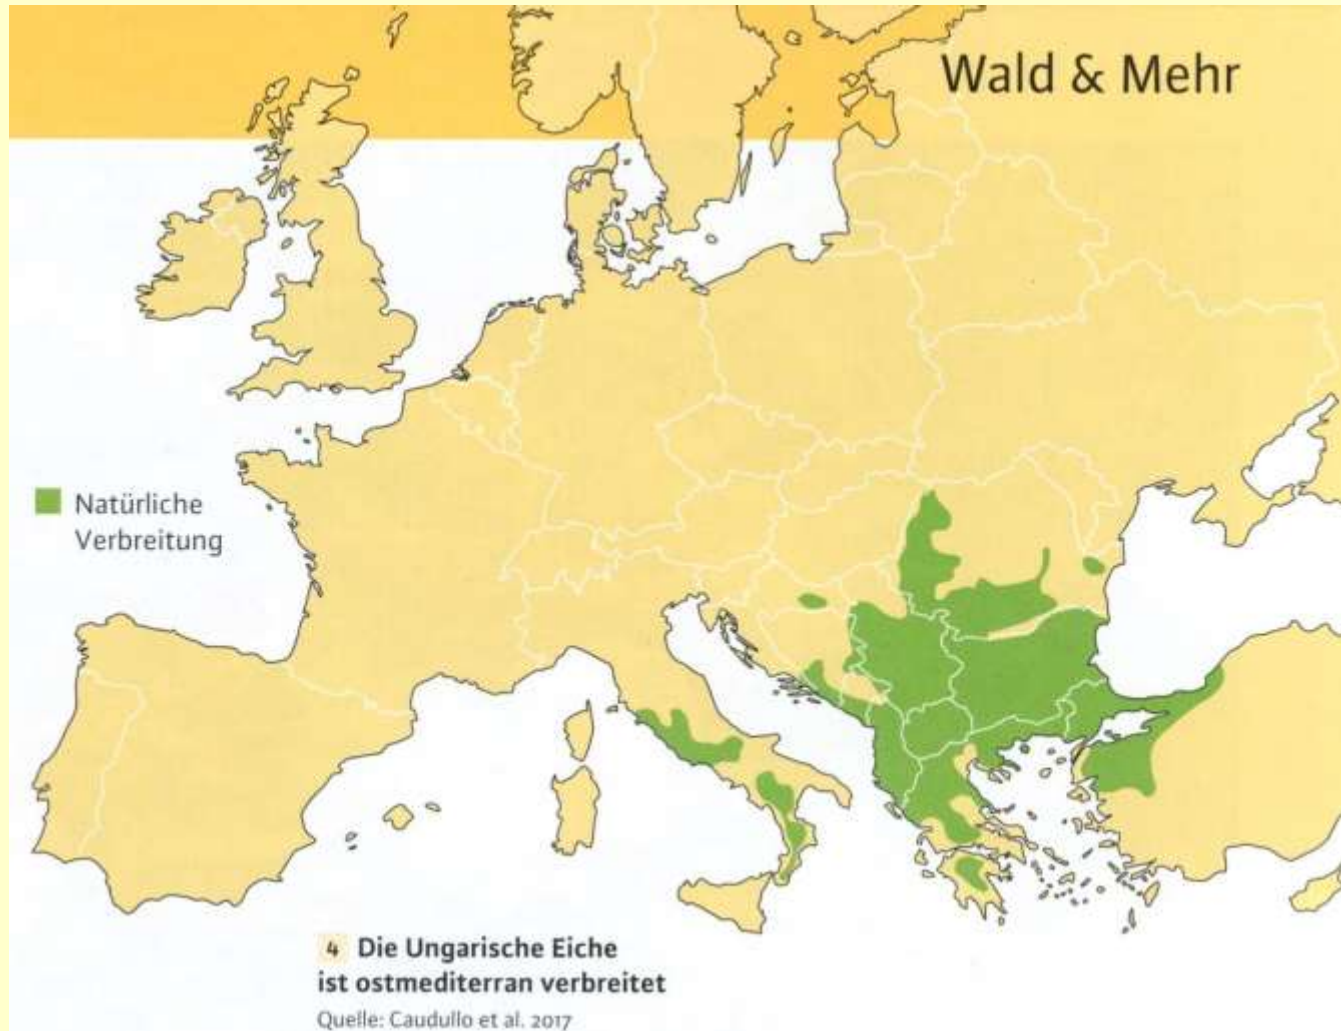 Wald & Mehr
Natürliche
Verbreitung
4 Die Ungarische Eiche
ist ostmediterran verbreitet
Quelle: Caudullo et al. 2017